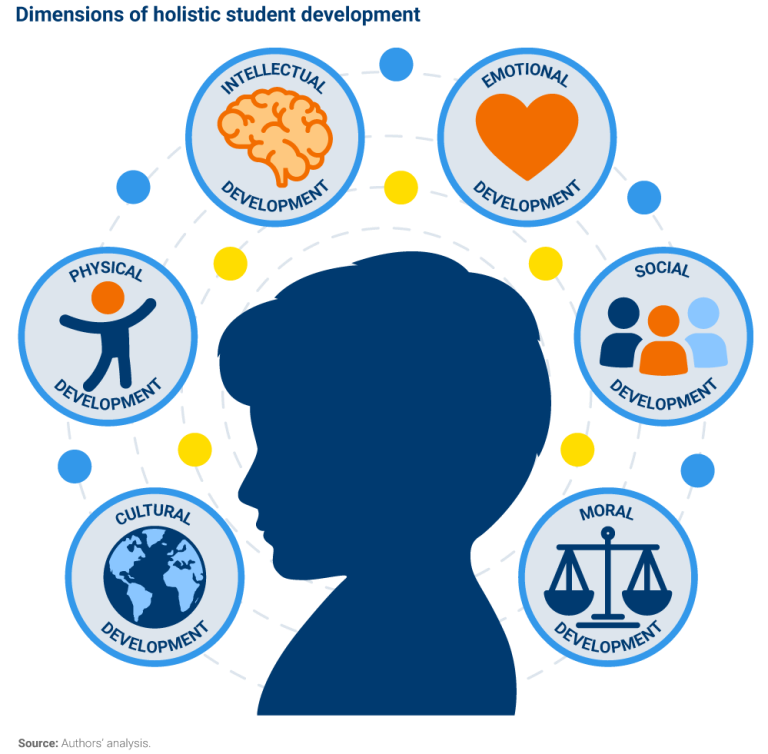 Dimensions of holistic student development
INTELLECTUAL
DEVELOPMENT
EMOTIONAL
DEVELOPMENT
PHYSICAL
DEVELOPMENT
SOCIAL
DEVELOPMENT
CULTURAL
DEVELOPMENT
MORAL
DEVELOPMENT
Source: Authors' analysis.